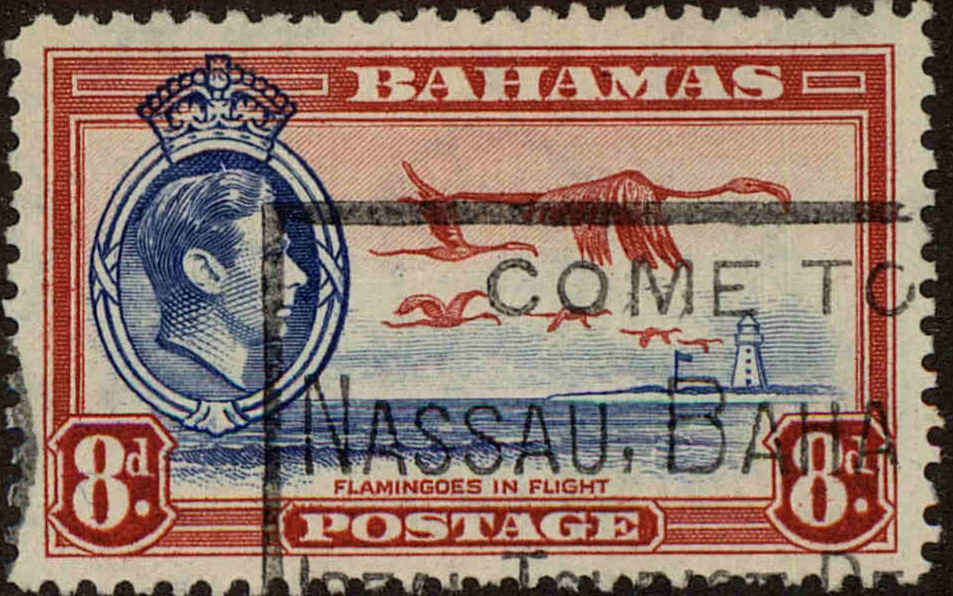 BAHAMAS
COME TO
NASSAU, BAHA
8d.
8d.
FLAMINGOES IN FLIGHT
POSTAGE